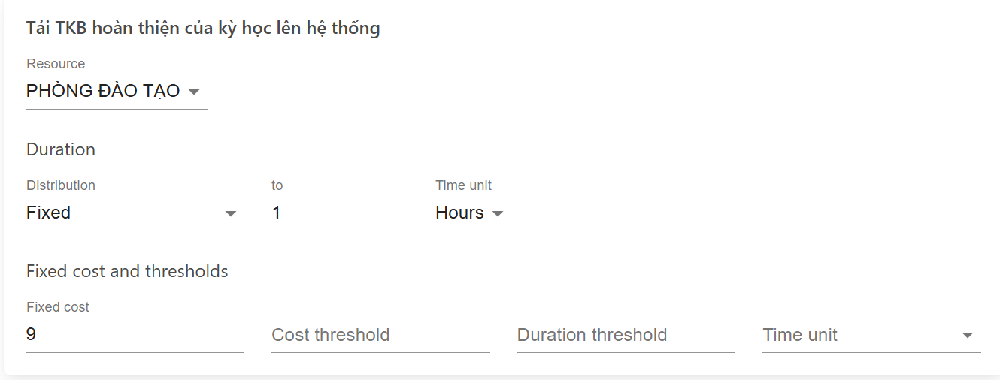 Tải TKB hoàn thiện của kỳ học lên hệ thống
Resource
PHÒNG ĐÀO TẠO
Duration
Distribution to Time unit
Fixed 1 Hours
Fixed cost and thresholds
Fixed cost
9 Cost threshold Duration threshold Time unit